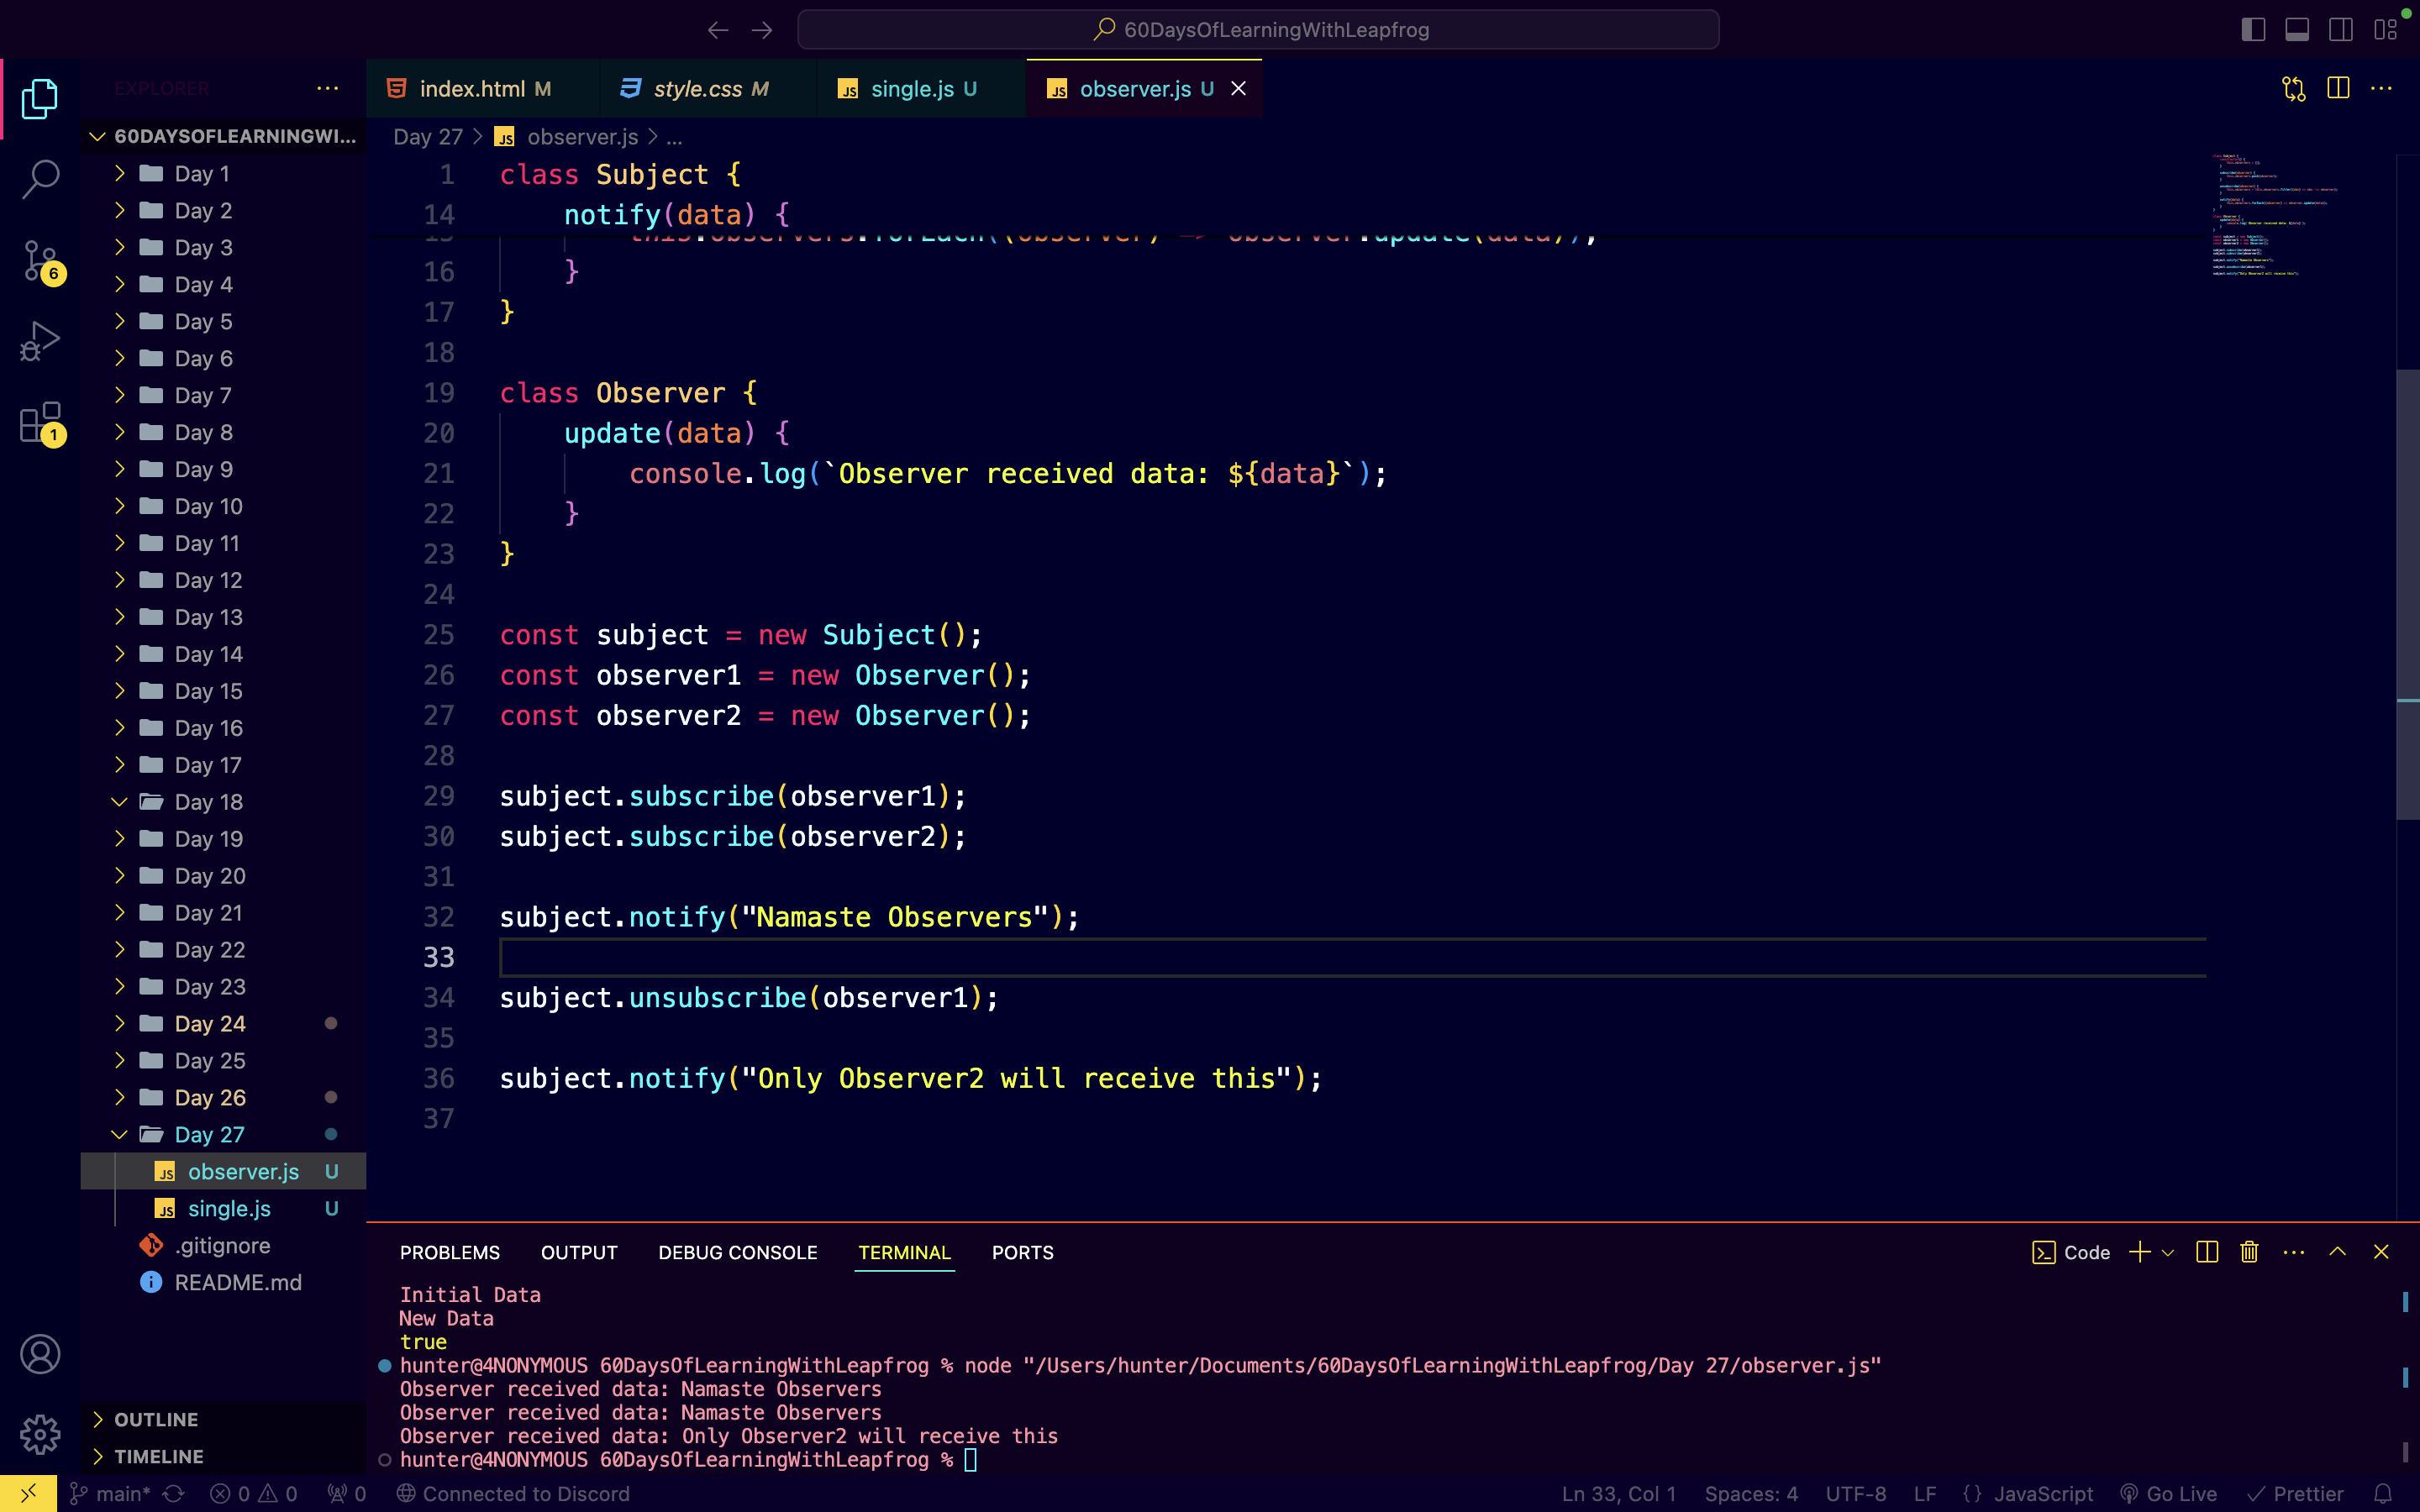 60DaysOfLearningWithLeapfrog
EXPLORER
index.html M
style.css M
single.js U
observer.js U
60DAYSOFLEARNINGWI...
Day 1
Day 2
Day 3
Day 4
Day 5
Day 6
Day 7
Day 8
Day 9
Day 10
Day 11
Day 12
Day 13
Day 14
Day 15
Day 16
Day 17
Day 18
Day 19
Day 20
Day 21
Day 22
Day 23
Day 24
Day 25
Day 26
Day 27
observer.js U
single.js U
.gitignore
README.md
OUTLINE
TIMELINE
6
1
Day 27 > JS observer.js > ...
1 class Subject {
14 notify(data) {
15 this.observers.forEach((observer) => observer.update(data));
16 }
17 }
18
19 class Observer {
20 update(data) {
21 console.log(`Observer received data: ${data}`);
22 }
23 }
24
25 const subject = new Subject();
26 const observer1 = new Observer();
27 const observer2 = new Observer();
28
29 subject.subscribe(observer1);
30 subject.subscribe(observer2);
31
32 subject.notify("Namaste Observers");
33
34 subject.unsubscribe(observer1);
35
36 subject.notify("Only Observer2 will receive this");
37
PROBLEMS OUTPUT DEBUG CONSOLE TERMINAL PORTS
Code
Initial Data
New Data
true
hunter@4NONYMOUS 60DaysOfLearningWithLeapfrog % node "/Users/hunter/Documents/60DaysOfLearningWithLeapfrog/Day 27/observer.js"
Observer received data: Namaste Observers
Observer received data: Namaste Observers
Observer received data: Only Observer2 will receive this
hunter@4NONYMOUS 60DaysOfLearningWithLeapfrog %
main* 0 0 0 Connected to Discord
Ln 33, Col 1 Spaces: 4 UTF-8 LF {} JavaScript Go Live Prettier